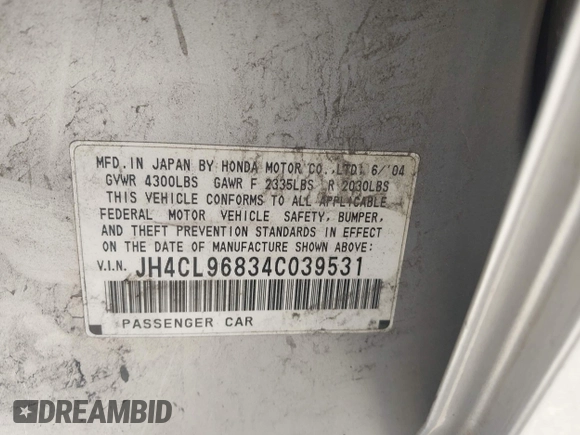 MFD. IN JAPAN BY HONDA MOTOR CO., LTD. 6/'04
GVWR 4300LBS GAWR F 2335LBS R 2030LBS
THIS VEHICLE CONFORMS TO ALL APPLICABLE
FEDERAL MOTOR VEHICLE SAFETY, BUMPER,
AND THEFT PREVENTION STANDARDS IN EFFECT
ON THE DATE OF MANUFACTURE SHOWN ABOVE:
V.I.N. JH4CL96834C039531
PASSENGER CAR
DREAMBID